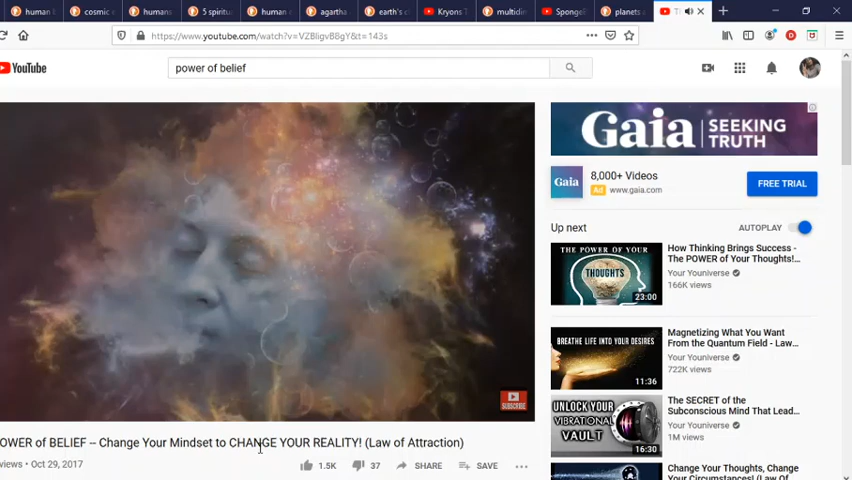 human b
cosmic e
humans
5 spiritu
human c
agartha
earth's c
Kryons T
multidim
SpongeB
planets a
https://www.youtube.com/watch?v=VZBligvB8gY&t=143s
YouTube
power of belief
Gaia SEEKING TRUTH
Gaia
8,000+ Videos
Ad www.gaia.com
FREE TRIAL
Up next
AUTOPLAY
THE POWER OF YOUR
THOUGHTS
23:00
How Thinking Brings Success -
The POWER of Your Thoughts!...
Your Youniverse
166K views
BREATHE LIFE INTO YOUR DESIRES
11:36
Magnetizing What You Want
From the Quantum Field - Law...
Your Youniverse
722K views
UNLOCK YOUR
VIBRATIONAL
VAULT
16:30
The SECRET of the
Subconscious Mind That Lead...
Your Youniverse
1M views
Change Your Thoughts, Change
Your Circumstances! (Law Of
SUBSCRIBE
OWER of BELIEF -- Change Your Mindset to CHANGE YOUR REALITY! (Law of Attraction)
views • Oct 29, 2017
1.5K
37
SHARE
SAVE